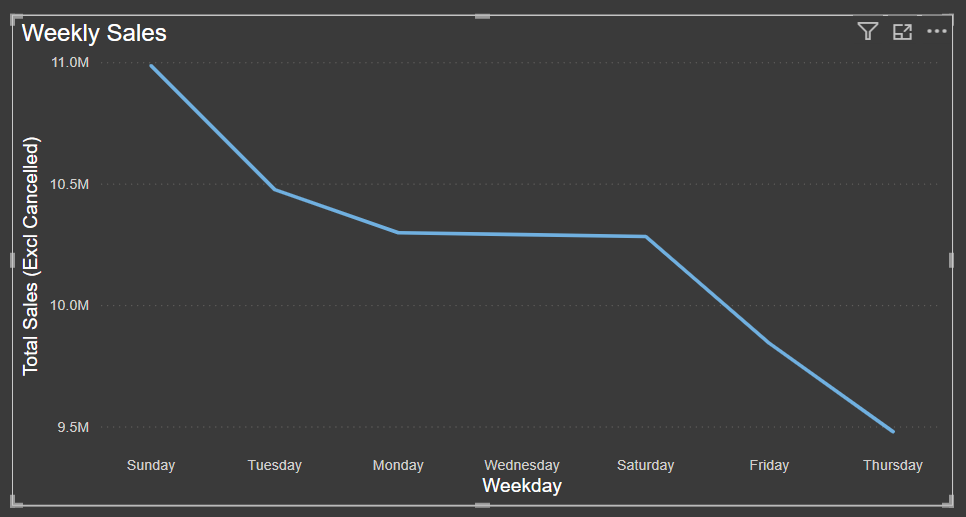 Weekly Sales
Total Sales (Excl Cancelled)
11.0M
10.5M
10.0M
9.5M
Sunday Tuesday Monday Wednesday Saturday Friday Thursday
Weekday